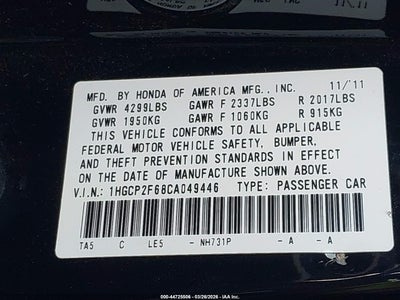 MFD. BY HONDA OF AMERICA MFG., INC. 11/11
GVWR 4299LBS GAWR F 2337LBS R 2017LBS
GVWR 1950KG GAWR F 1060KG R 915KG
THIS VEHICLE CONFORMS TO ALL APPLICABLE
FEDERAL MOTOR VEHICLE SAFETY, BUMPER,
AND THEFT PREVENTION STANDARDS IN EFFECT
ON THE DATE OF MANUFACTURE SHOWN ABOVE.
V.I.N.: 1HGCP2F68CA049446 TYPE: PASSENGER CAR
TA5 C LE5 - NH731P - A - A
000-44725506 - 03/26/2026 - IAA Inc.